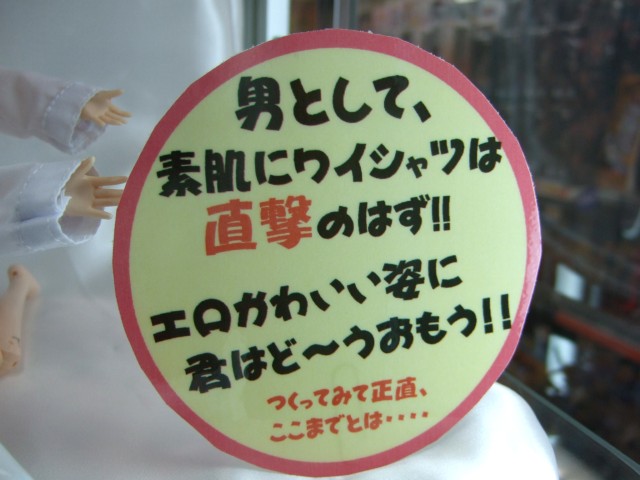 男として、
素肌にワイシャツは
直撃のはず!!
エロかわいい姿に
君はど〜うおもう!!
つくってみて正直、
ここまでとは・・・・